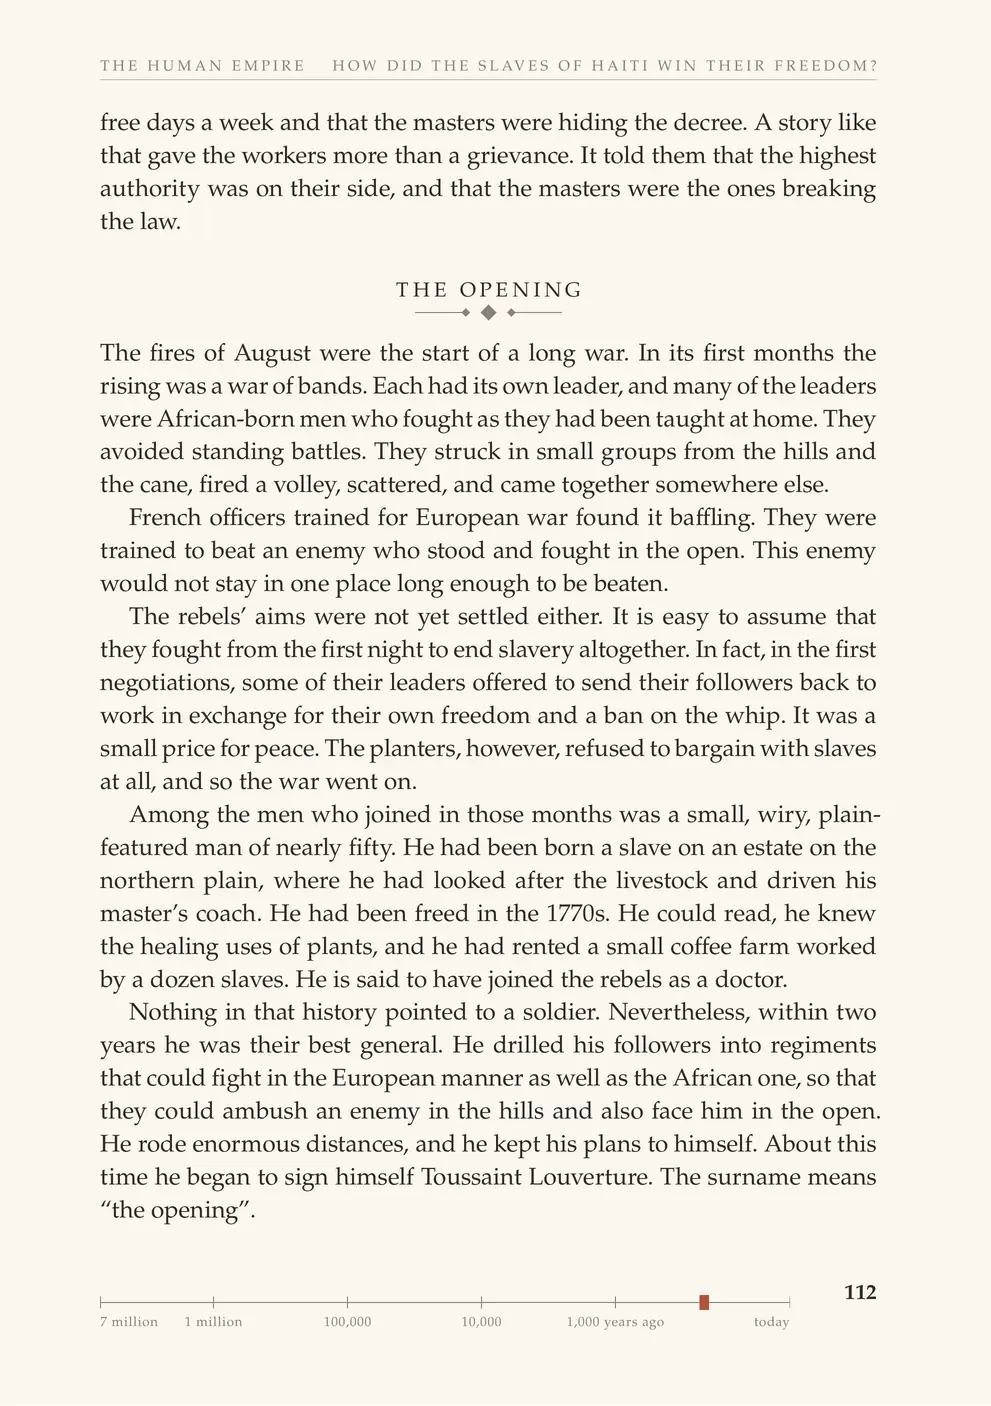 THE HUMAN EMPIRE HOW DID THE SLAVES OF HAITI WIN THEIR FREEDOM?
free days a week and that the masters were hiding the decree. A story like
that gave the workers more than a grievance. It told them that the highest
authority was on their side, and that the masters were the ones breaking
the law.
THE OPENING
The fires of August were the start of a long war. In its first months the
rising was a war of bands. Each had its own leader, and many of the leaders
were African-born men who fought as they had been taught at home. They
avoided standing battles. They struck in small groups from the hills and
the cane, fired a volley, scattered, and came together somewhere else.
French officers trained for European war found it baffling. They were
trained to beat an enemy who stood and fought in the open. This enemy
would not stay in one place long enough to be beaten.
The rebels’ aims were not yet settled either. It is easy to assume that
they fought from the first night to end slavery altogether. In fact, in the first
negotiations, some of their leaders offered to send their followers back to
work in exchange for their own freedom and a ban on the whip. It was a
small price for peace. The planters, however, refused to bargain with slaves
at all, and so the war went on.
Among the men who joined in those months was a small, wiry, plain-
featured man of nearly fifty. He had been born a slave on an estate on the
northern plain, where he had looked after the livestock and driven his
master’s coach. He had been freed in the 1770s. He could read, he knew
the healing uses of plants, and he had rented a small coffee farm worked
by a dozen slaves. He is said to have joined the rebels as a doctor.
Nothing in that history pointed to a soldier. Nevertheless, within two
years he was their best general. He drilled his followers into regiments
that could fight in the European manner as well as the African one, so that
they could ambush an enemy in the hills and also face him in the open.
He rode enormous distances, and he kept his plans to himself. About this
time he began to sign himself Toussaint Louverture. The surname means
“the opening”.
112
7 million 1 million 100,000 10,000 1,000 years ago today